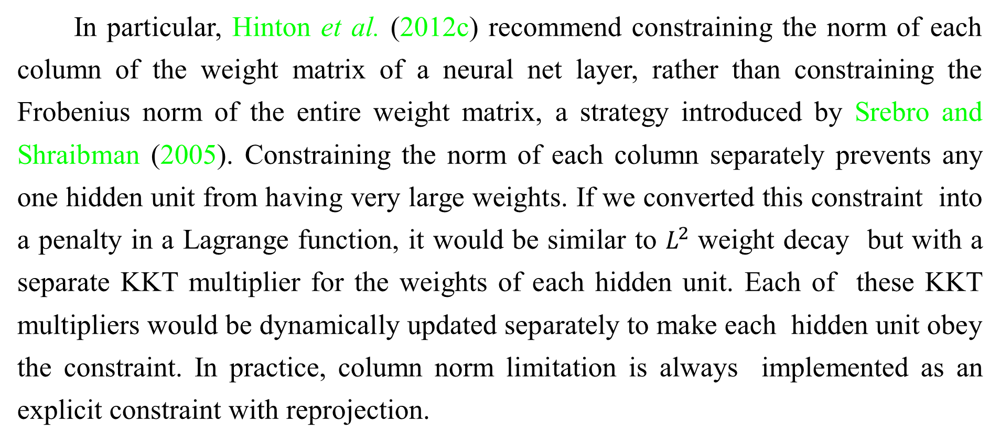 In particular, Hinton et al. (2012c) recommend constraining the norm of each
column of the weight matrix of a neural net layer, rather than constraining the
Frobenius norm of the entire weight matrix, a strategy introduced by Srebro and
Shraibman (2005). Constraining the norm of each column separately prevents any
one hidden unit from having very large weights. If we converted this constraint into
a penalty in a Lagrange function, it would be similar to L² weight decay but with a
separate KKT multiplier for the weights of each hidden unit. Each of these KKT
multipliers would be dynamically updated separately to make each hidden unit obey
the constraint. In practice, column norm limitation is always implemented as an
explicit constraint with reprojection.